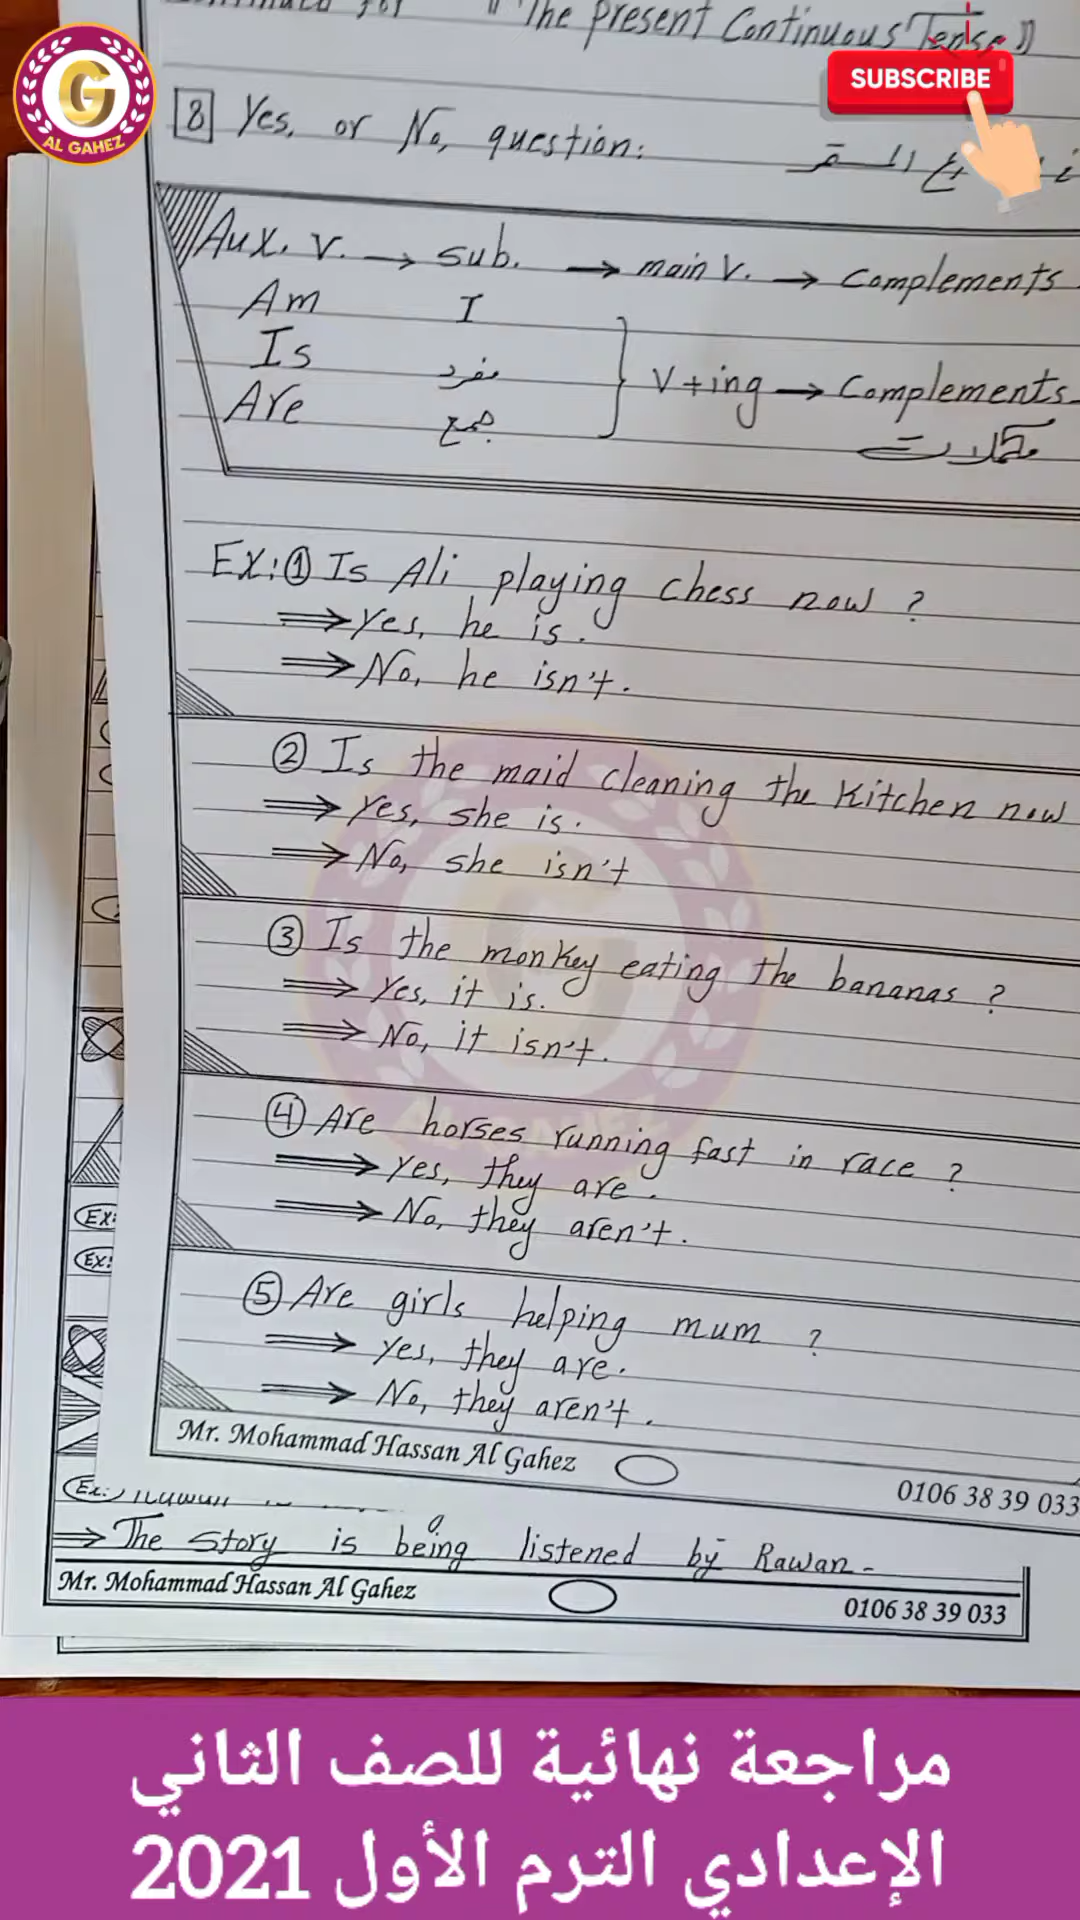 "The Present Continuous Tense"
SUBSCRIBE
G
AL GAHEZ
8 Yes, or No, question:
Aux. v. → sub. → main v. → Complements
Am I
Is مفرد
Are جمع
V+ing → Complements
مكملات
Ex: ① Is Ali playing chess now ?
⇒ Yes, he is.
⇒ No, he isn't.
② Is the maid cleaning the Kitchen now
⇒ Yes, she is.
⇒ No, she isn't
③ Is the monkey eating the bananas ?
⇒ Yes, it is.
⇒ No, it isn't.
④ Are horses running fast in race ?
⇒ Yes, they are.
⇒ No, they aren't.
⑤ Are girls helping mum ?
⇒ Yes, they are.
⇒ No, they aren't.
Mr. Mohammad Hassan Al Gahez
0106 38 39 033
Ex:
Ex:
Ex:
⇒ The story is being listened by Rawan.
Mr. Mohammad Hassan Al Gahez
0106 38 39 033
مراجعة نهائية للصف الثاني
الإعدادي الترم الأول 2021